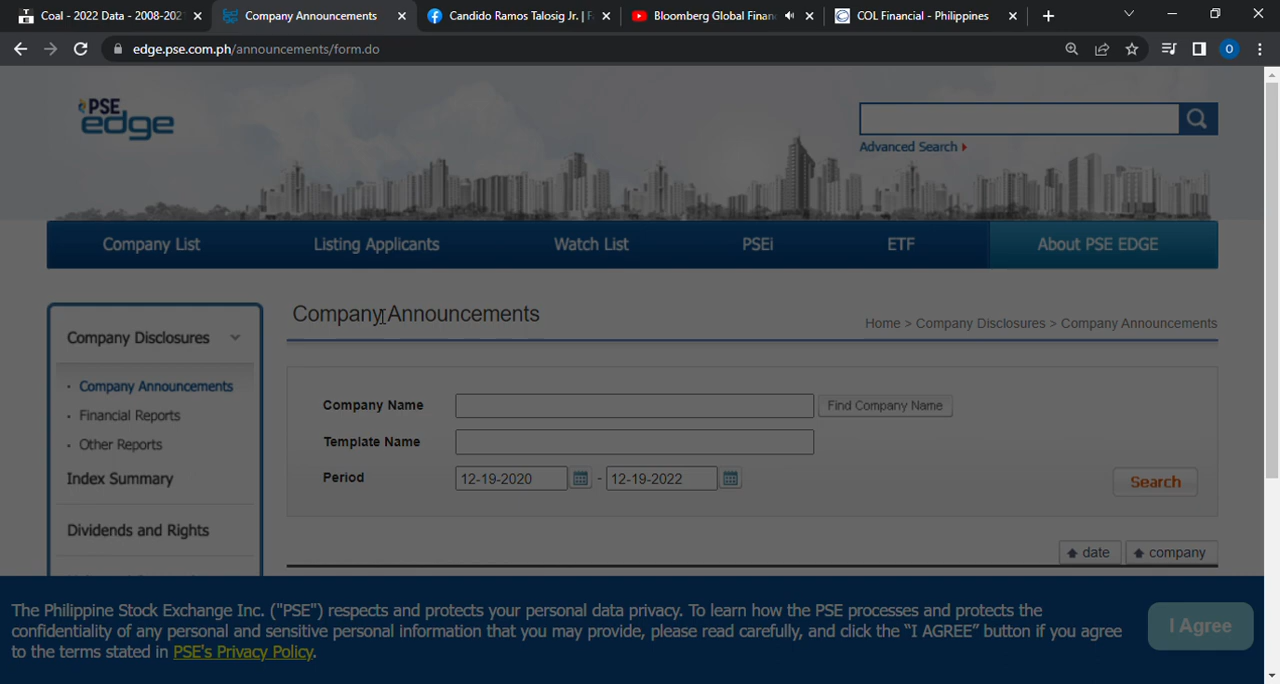 Coal - 2022 Data - 2008-202
Company Announcements
Candido Ramos Talosig Jr. | F
Bloomberg Global Finan
COL Financial - Philippines
edge.pse.com.ph/announcements/form.do
O
PSE
edge
Advanced Search
Company List
Listing Applicants
Watch List
PSEi
ETF
About PSE EDGE
Company Disclosures
Company Announcements
Financial Reports
Other Reports
Index Summary
Dividends and Rights
Company Announcements
Home > Company Disclosures > Company Announcements
Company Name
Find Company Name
Template Name
Period 12-19-2020 - 12-19-2022
Search
date
company
The Philippine Stock Exchange Inc. ("PSE") respects and protects your personal data privacy. To learn how the PSE processes and protects the
confidentiality of any personal and sensitive personal information that you may provide, please read carefully, and click the “I AGREE” button if you agree
to the terms stated in PSE's Privacy Policy.
I Agree